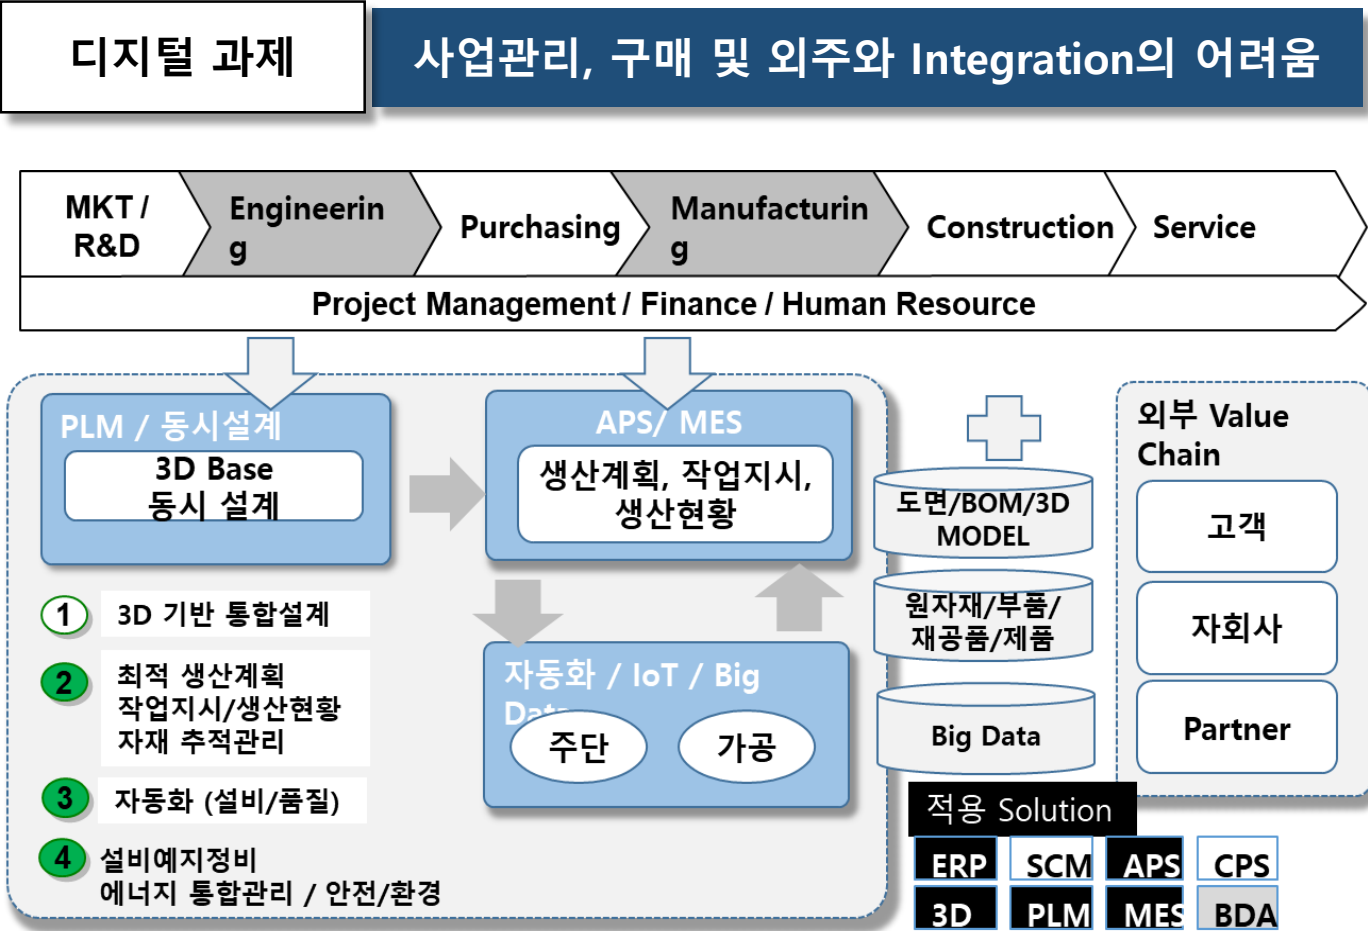 디지털 과제
사업관리, 구매 및 외주와 Integration의 어려움
MKT /
R&D
Engineerin
g
Purchasing
Manufacturin
g
Construction
Service
Project Management / Finance / Human Resource
PLM / 동시설계
3D Base
동시 설계
APS/ MES
생산계획, 작업지시,
생산현황
자동화 / IoT / Big
Data
주단
가공
1
3D 기반 통합설계
2
최적 생산계획
작업지시/생산현황
자재 추적관리
3
자동화 (설비/품질)
4
설비예지정비
에너지 통합관리 / 안전/환경
도면/BOM/3D
MODEL
원자재/부품/
재공품/제품
Big Data
외부 Value
Chain
고객
자회사
Partner
적용 Solution
ERP
SCM
APS
CPS
3D
PLM
MES
BDA